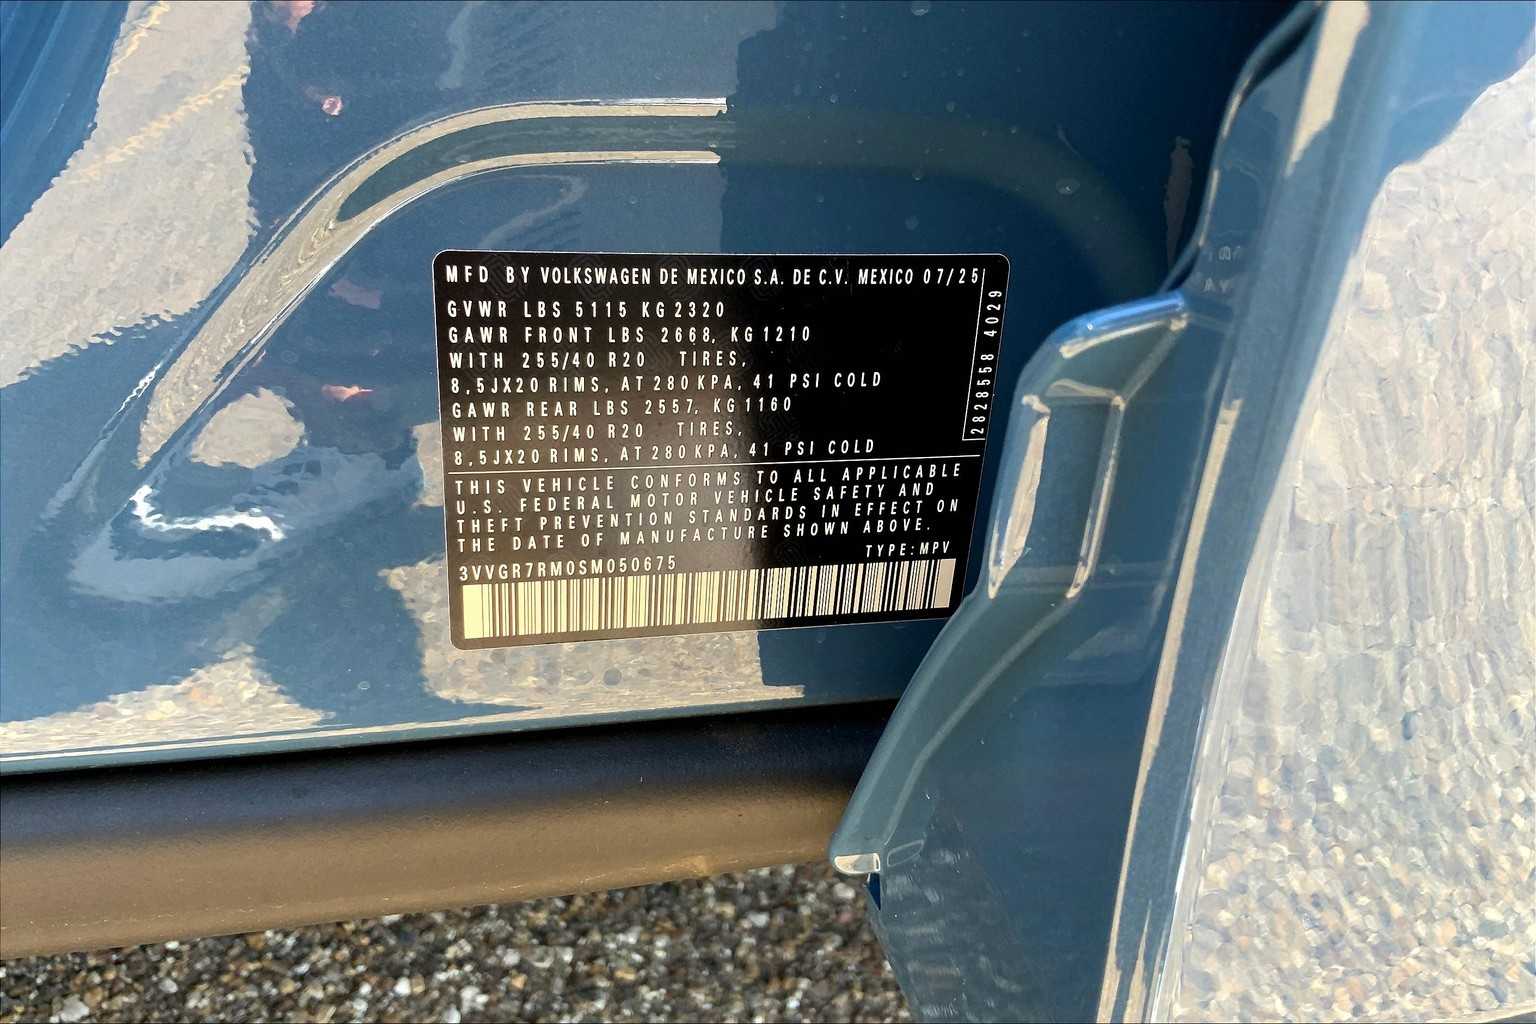 MFD BY VOLKSWAGEN DE MEXICO S.A. DE C.V. MEXICO 07/25
GVWR LBS 5115 KG 2320
GAWR FRONT LBS 2668, KG 1210
WITH 255/40 R20 TIRES,
8,5JX20 RIMS, AT 280 KPA, 41 PSI COLD
GAWR REAR LBS 2557, KG 1160
WITH 255/40 R20 TIRES,
8,5JX20 RIMS, AT 280 KPA, 41 PSI COLD
2828558 4029
THIS VEHICLE CONFORMS TO ALL APPLICABLE
U.S. FEDERAL MOTOR VEHICLE SAFETY AND
THEFT PREVENTION STANDARDS IN EFFECT ON
THE DATE OF MANUFACTURE SHOWN ABOVE.
TYPE: MPV
3VVGR7RM0SM050675